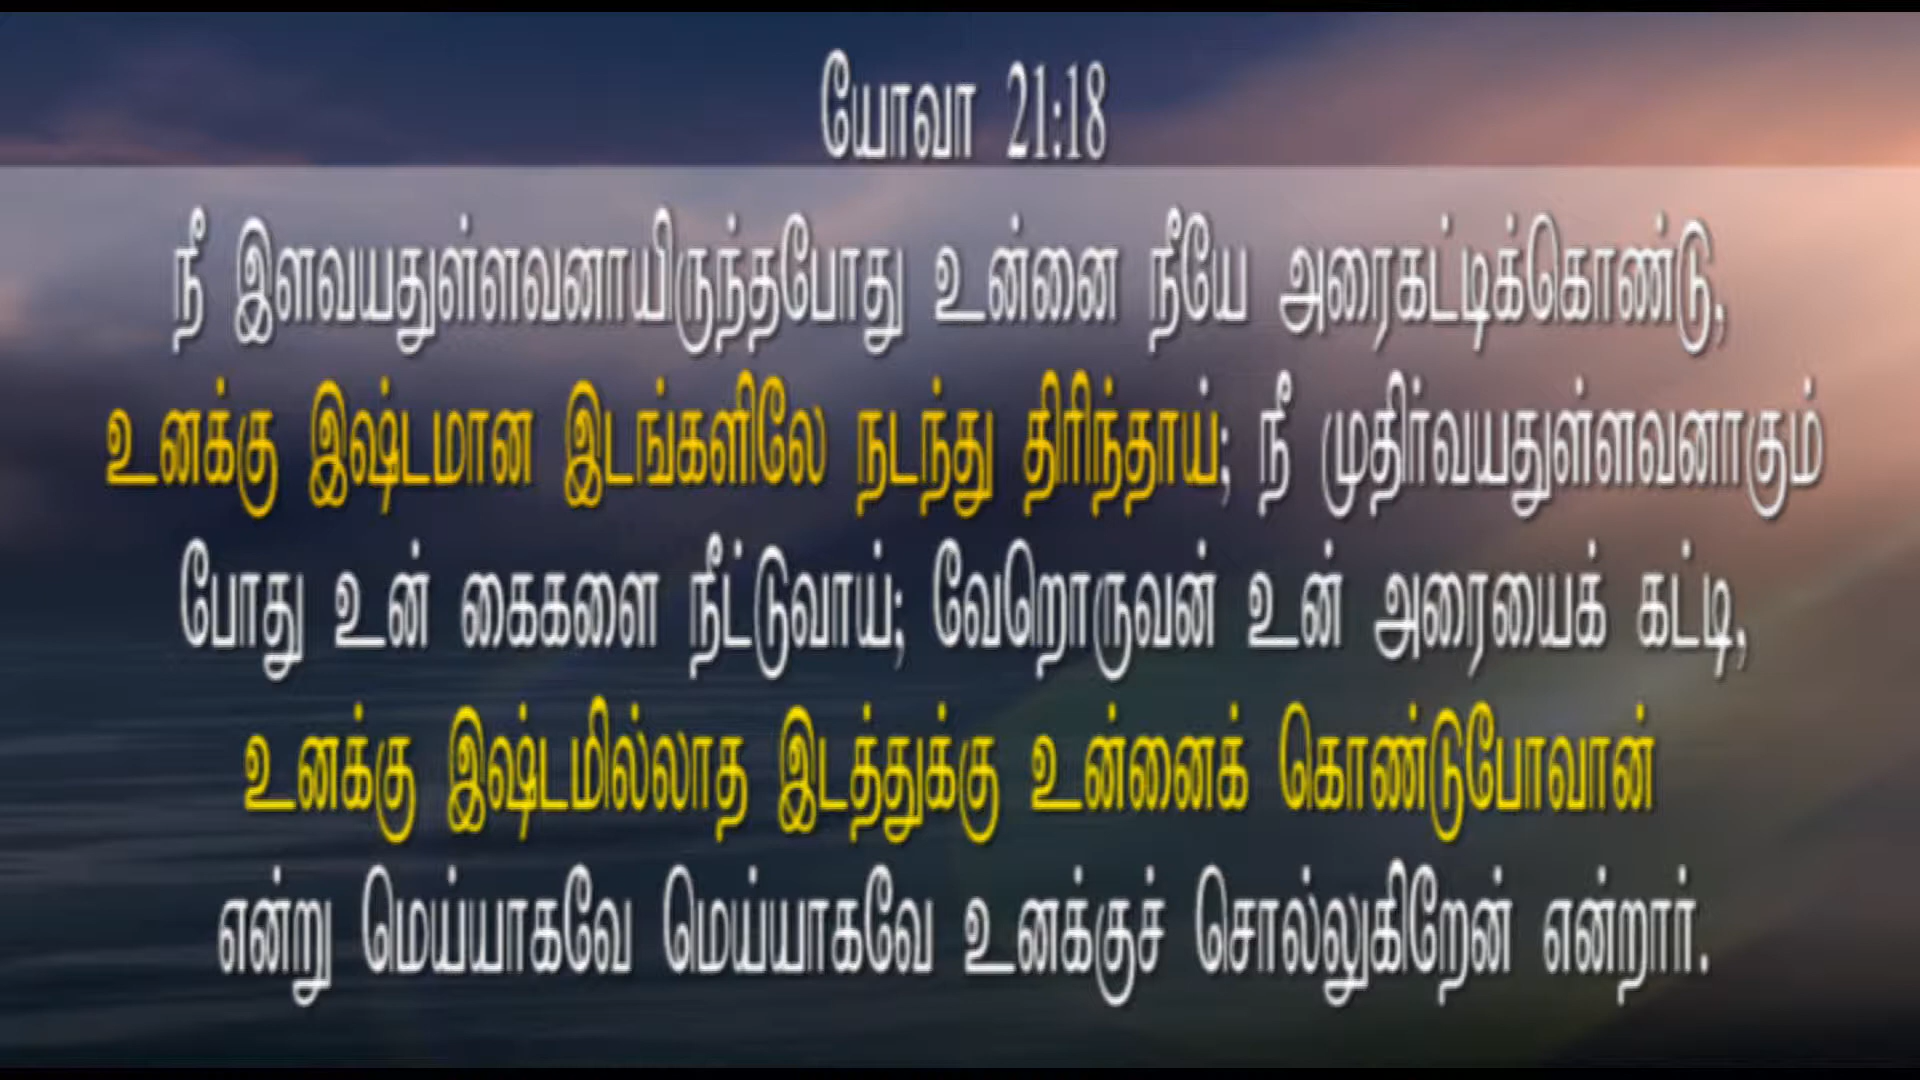 யோவா 21:18
நீ இளவயதுள்ளவனாயிருந்தபோது உன்னை நீயே அரைகட்டிக்கொண்டு,
உனக்கு இஷ்டமான இடங்களிலே நடந்து திரிந்தாய்; நீ முதிர்வயதுள்ளவனாகும்
போது உன் கைகளை நீட்டுவாய்; வேறொருவன் உன் அரையைக் கட்டி,
உனக்கு இஷ்டமில்லாத இடத்துக்கு உன்னைக் கொண்டுபோவான்
என்று மெய்யாகவே மெய்யாகவே உனக்குச் சொல்லுகிறேன் என்றார்.